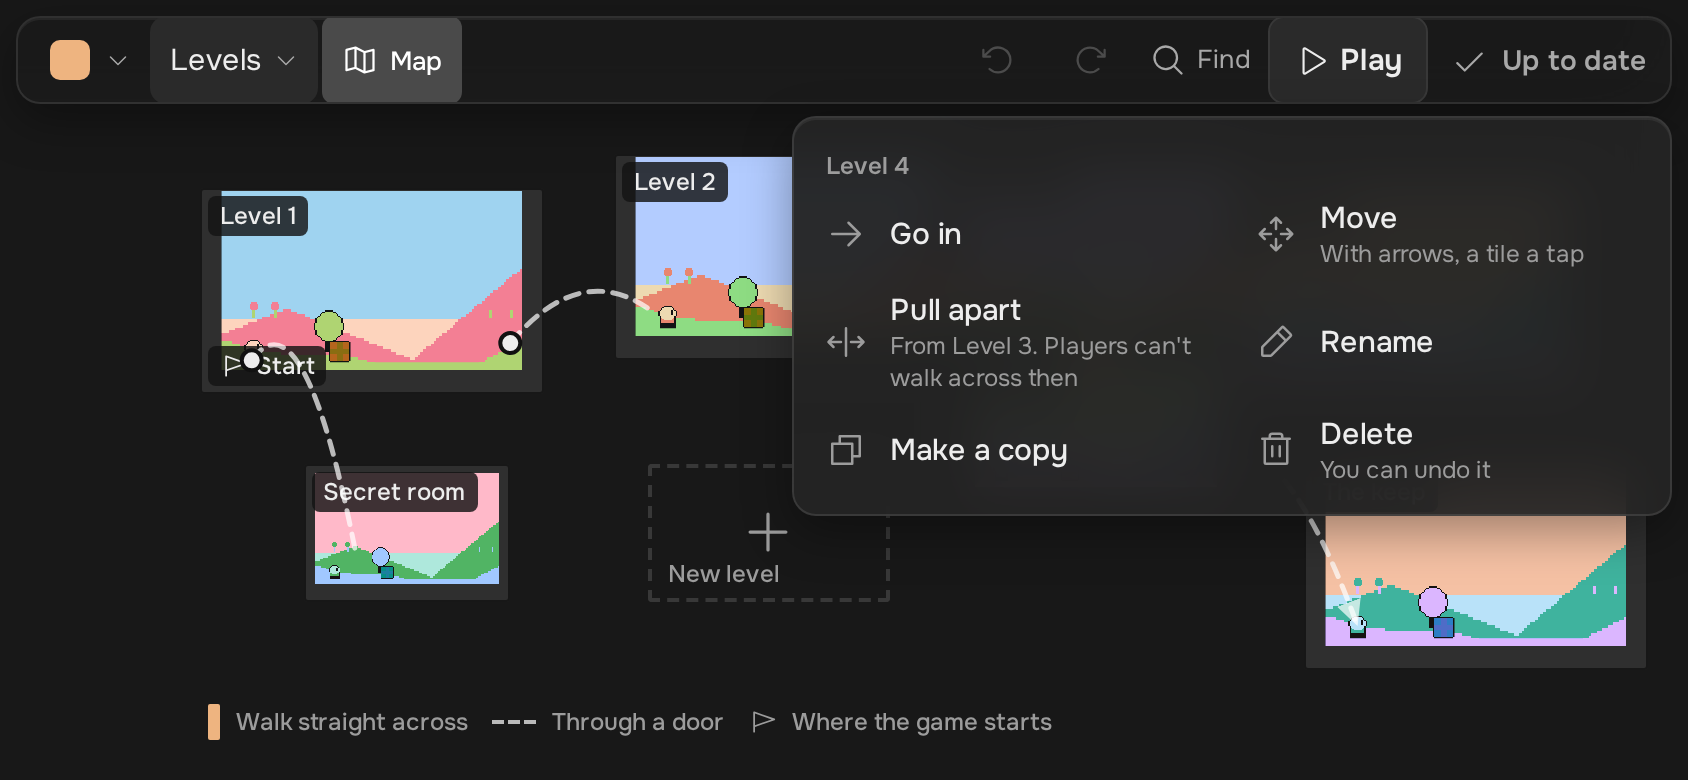 Levels
Map
Find
Play
Up to date
Level 1
Start
Level 2
Secret room
New level
Level 4
Go in
Move
With arrows, a tile a tap
Pull apart
From Level 3. Players can't
walk across then
Rename
Make a copy
Delete
You can undo it
Walk straight across
Through a door
Where the game starts